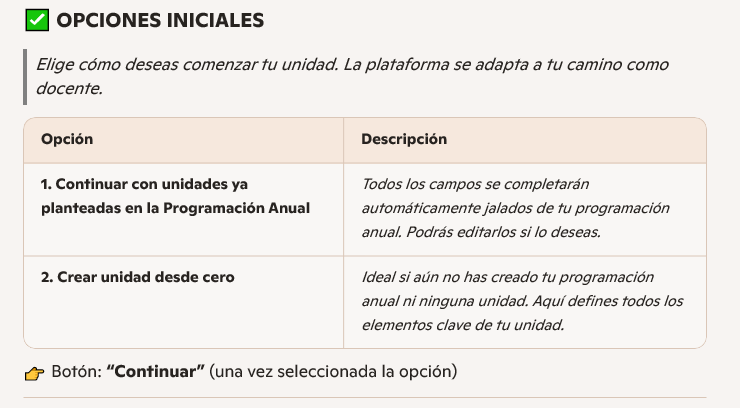 ✅ OPCIONES INICIALES
Elige cómo deseas comenzar tu unidad. La plataforma se adapta a tu camino como
docente.
Opción
Descripción
1. Continuar con unidades ya
planteadas en la Programación Anual
Todos los campos se completarán
automáticamente jalados de tu programación
anual. Podrás editarlos si lo deseas.
2. Crear unidad desde cero
Ideal si aún no has creado tu programación
anual ni ninguna unidad. Aquí defines todos los
elementos clave de tu unidad.
👉 Botón: “Continuar” (una vez seleccionada la opción)